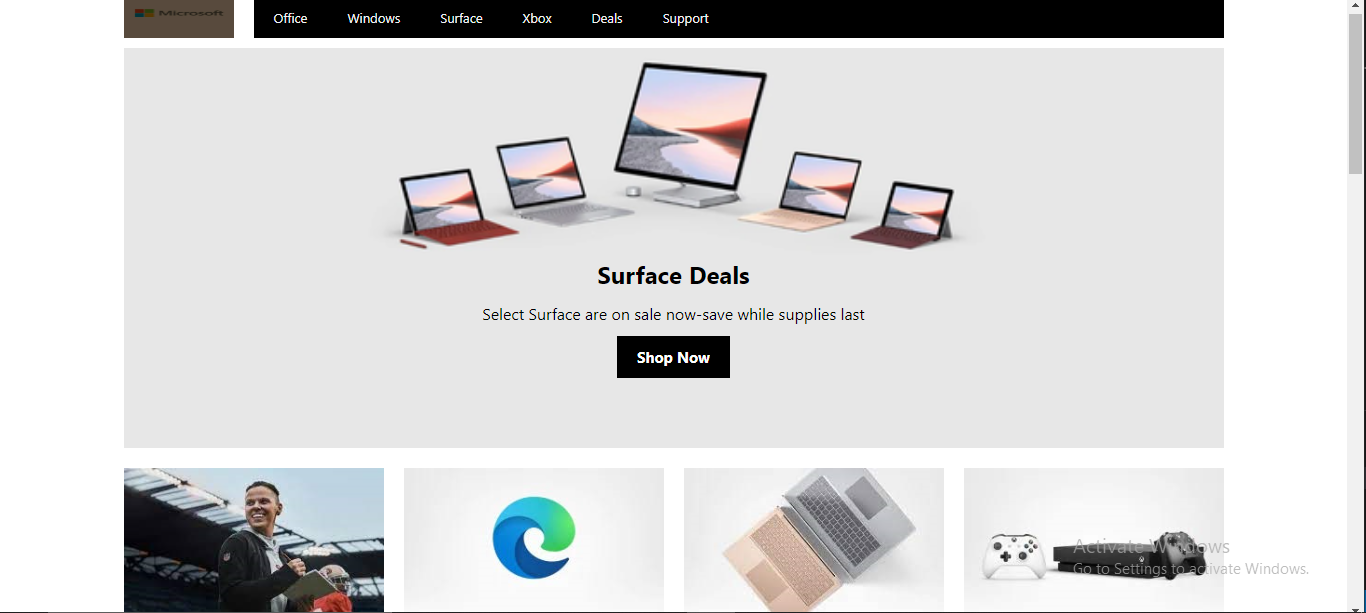 Microsoft
Office Windows Surface Xbox Deals Support
Surface Deals
Select Surface are on sale now-save while supplies last
Shop Now
Activate Windows
Go to Settings to activate Windows.